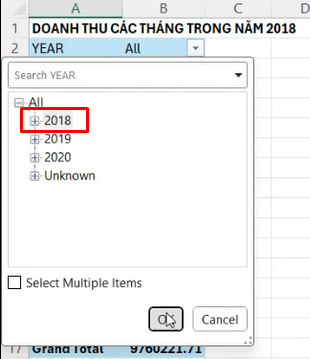 A B C D
1 DOANH THU CÁC THÁNG TRONG NĂM 2018
2 YEAR All
Search YEAR
All
2018
2019
2020
Unknown
Select Multiple Items
Cancel
17 Grand Total 9760221.71